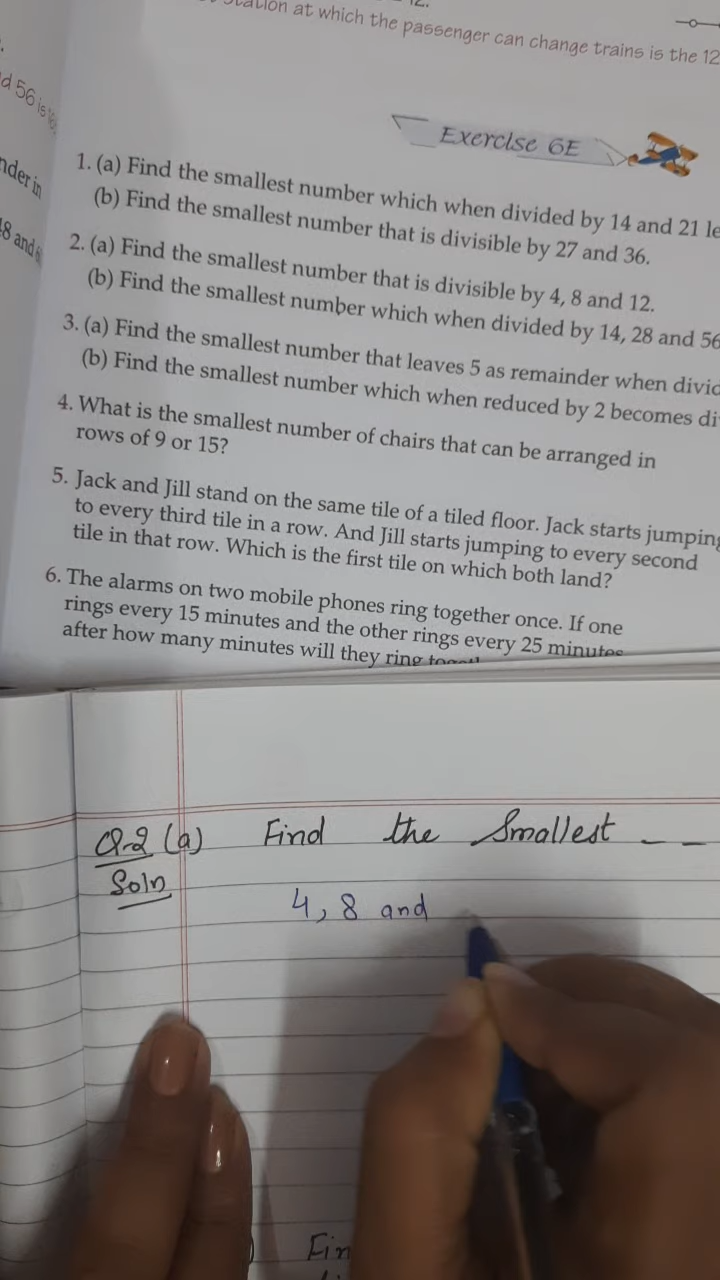 station at which the passenger can change trains is the 12
d 56 is
nder in
18 and
Exercise 6E
1. (a) Find the smallest number which when divided by 14 and 21 le
(b) Find the smallest number that is divisible by 27 and 36.
2. (a) Find the smallest number that is divisible by 4, 8 and 12.
(b) Find the smallest number which when divided by 14, 28 and 56
3. (a) Find the smallest number that leaves 5 as remainder when divid
(b) Find the smallest number which when reduced by 2 becomes di
4. What is the smallest number of chairs that can be arranged in
rows of 9 or 15?
5. Jack and Jill stand on the same tile of a tiled floor. Jack starts jumping
to every third tile in a row. And Jill starts jumping to every second
tile in that row. Which is the first tile on which both land?
6. The alarms on two mobile phones ring together once. If one
rings every 15 minutes and the other rings every 25 minutes
after how many minutes will they ring
Q.2 (a) Find the Smallest _ _
Soln
4, 8 and
Fin